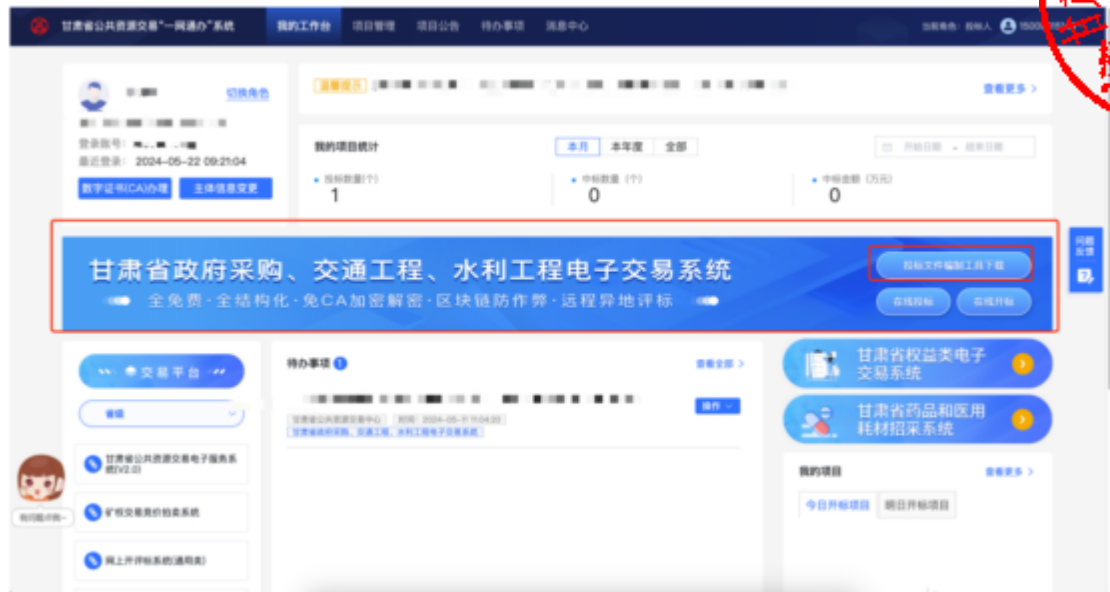 甘肃省公共资源交易“一网通办”系统
我的工作台 项目管理 项目公告 待办事项 消息中心
当前角色：投标人
切换角色
登录账号：
最近登录： 2024-05-22 09:21:04
数字证书(CA)办理 主体信息变更
温馨提示
查看更多 >
我的项目统计
本月 本年度 全部
开始日期 - 结束日期
投标数量(个)
1
中标数量 (个)
0
中标金额 (万元)
0
甘肃省政府采购、交通工程、水利工程电子交易系统
全免费·全结构化·免CA加密解密·区块链防作弊·远程异地评标
投标文件编制工具下载
在线投标 在线开标
问题
反馈
交易平台
省级
甘肃省公共资源交易电子服务系
统(V2.0)
矿权交易竞价拍卖系统
网上开评标系统(通用类)
待办事项 1
查看全部 >
操作
甘肃省公共资源交易中心 时间: 2024-05-11 11:04:20
甘肃省政府采购、交通工程、水利工程电子交易系统
甘肃省权益类电子
交易系统
甘肃省药品和医用
耗材招采系统
我的项目
查看更多 >
今日开标项目 明日开标项目